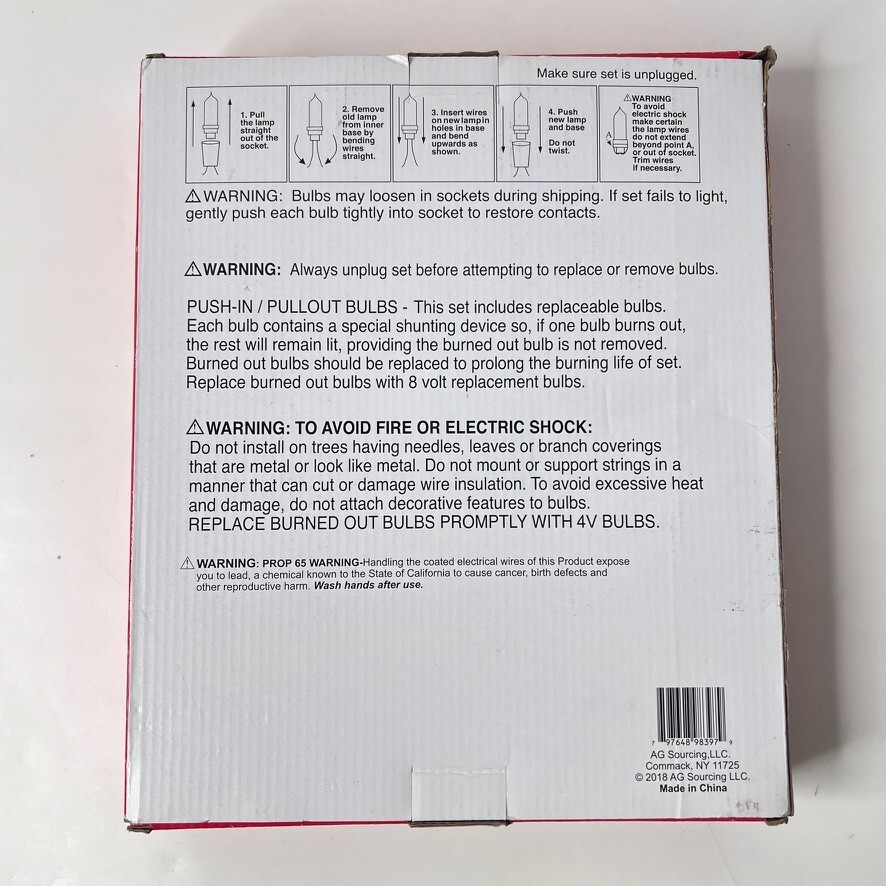 Make sure set is unplugged.
1. Pull
the lamp
straight
out of the
socket.
2. Remove
old lamp
from inner
base by
bending
wires
straight.
3. Insert wires
on new lamp in
holes in base
and bend
upwards as
shown.
4. Push
new lamp
and base
Do not
twist.
⚠WARNING
To avoid
electric shock
make certain
the lamp wires
do not extend
beyond point A,
or out of socket.
Trim wires
if necessary.
A
⚠WARNING: Bulbs may loosen in sockets during shipping. If set fails to light,
gently push each bulb tightly into socket to restore contacts.
⚠WARNING: Always unplug set before attempting to replace or remove bulbs.
PUSH-IN / PULLOUT BULBS - This set includes replaceable bulbs.
Each bulb contains a special shunting device so, if one bulb burns out,
the rest will remain lit, providing the burned out bulb is not removed.
Burned out bulbs should be replaced to prolong the burning life of set.
Replace burned out bulbs with 8 volt replacement bulbs.
⚠WARNING: TO AVOID FIRE OR ELECTRIC SHOCK:
Do not install on trees having needles, leaves or branch coverings
that are metal or look like metal. Do not mount or support strings in a
manner that can cut or damage wire insulation. To avoid excessive heat
and damage, do not attach decorative features to bulbs.
REPLACE BURNED OUT BULBS PROMPTLY WITH 4V BULBS.
⚠WARNING: PROP 65 WARNING-Handling the coated electrical wires of this Product expose
you to lead, a chemical known to the State of California to cause cancer, birth defects and
other reproductive harm. Wash hands after use.
7 97648 98397 9
AG Sourcing,LLC.
Commack, NY 11725
© 2018 AG Sourcing LLC.
Made in China